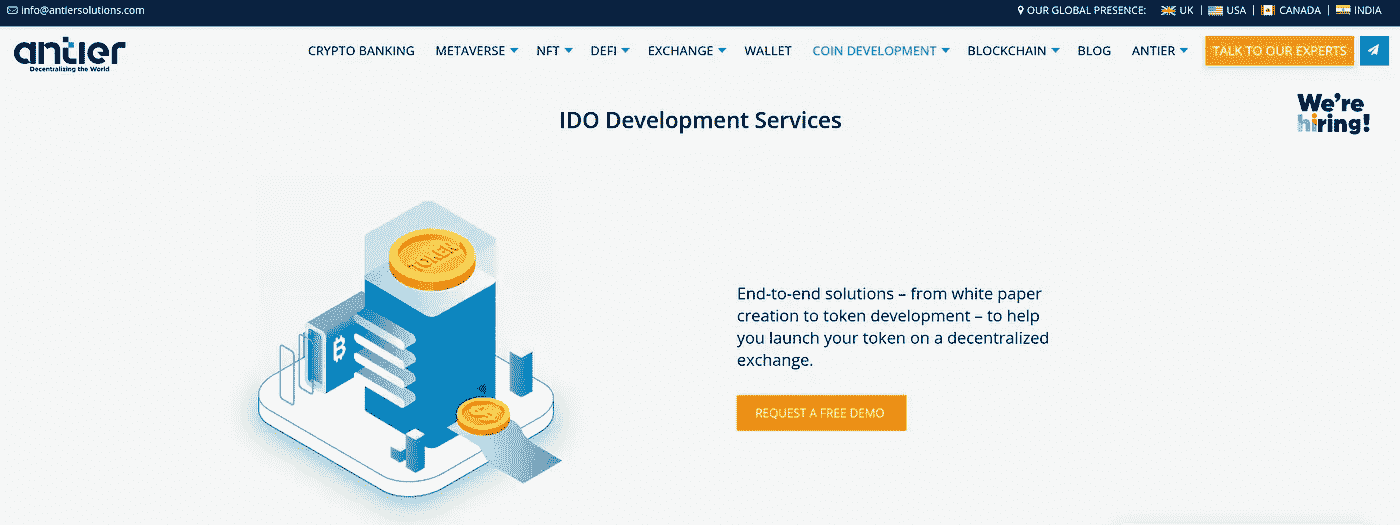 info@antiersolutions.com
OUR GLOBAL PRESENCE: UK | USA | CANADA | INDIA
antier
Decentralizing the World
CRYPTO BANKING METAVERSE NFT DEFI EXCHANGE WALLET COIN DEVELOPMENT BLOCKCHAIN BLOG ANTIER TALK TO OUR EXPERTS
We're
hiring!
IDO Development Services
TOKEN
End-to-end solutions – from white paper
creation to token development – to help
you launch your token on a decentralized
exchange.
REQUEST A FREE DEMO